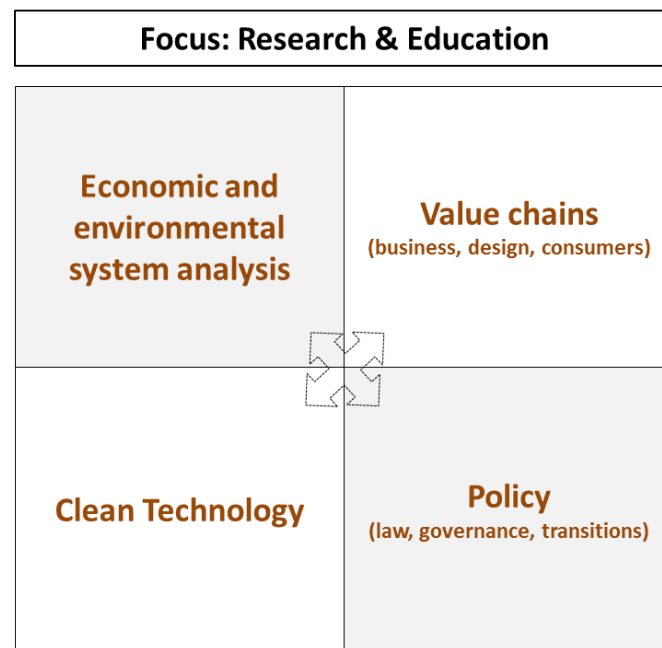 Focus: Research & Education
Economic and
environmental
system analysis
Value chains
(business, design, consumers)
Clean Technology
Policy
(law, governance, transitions)